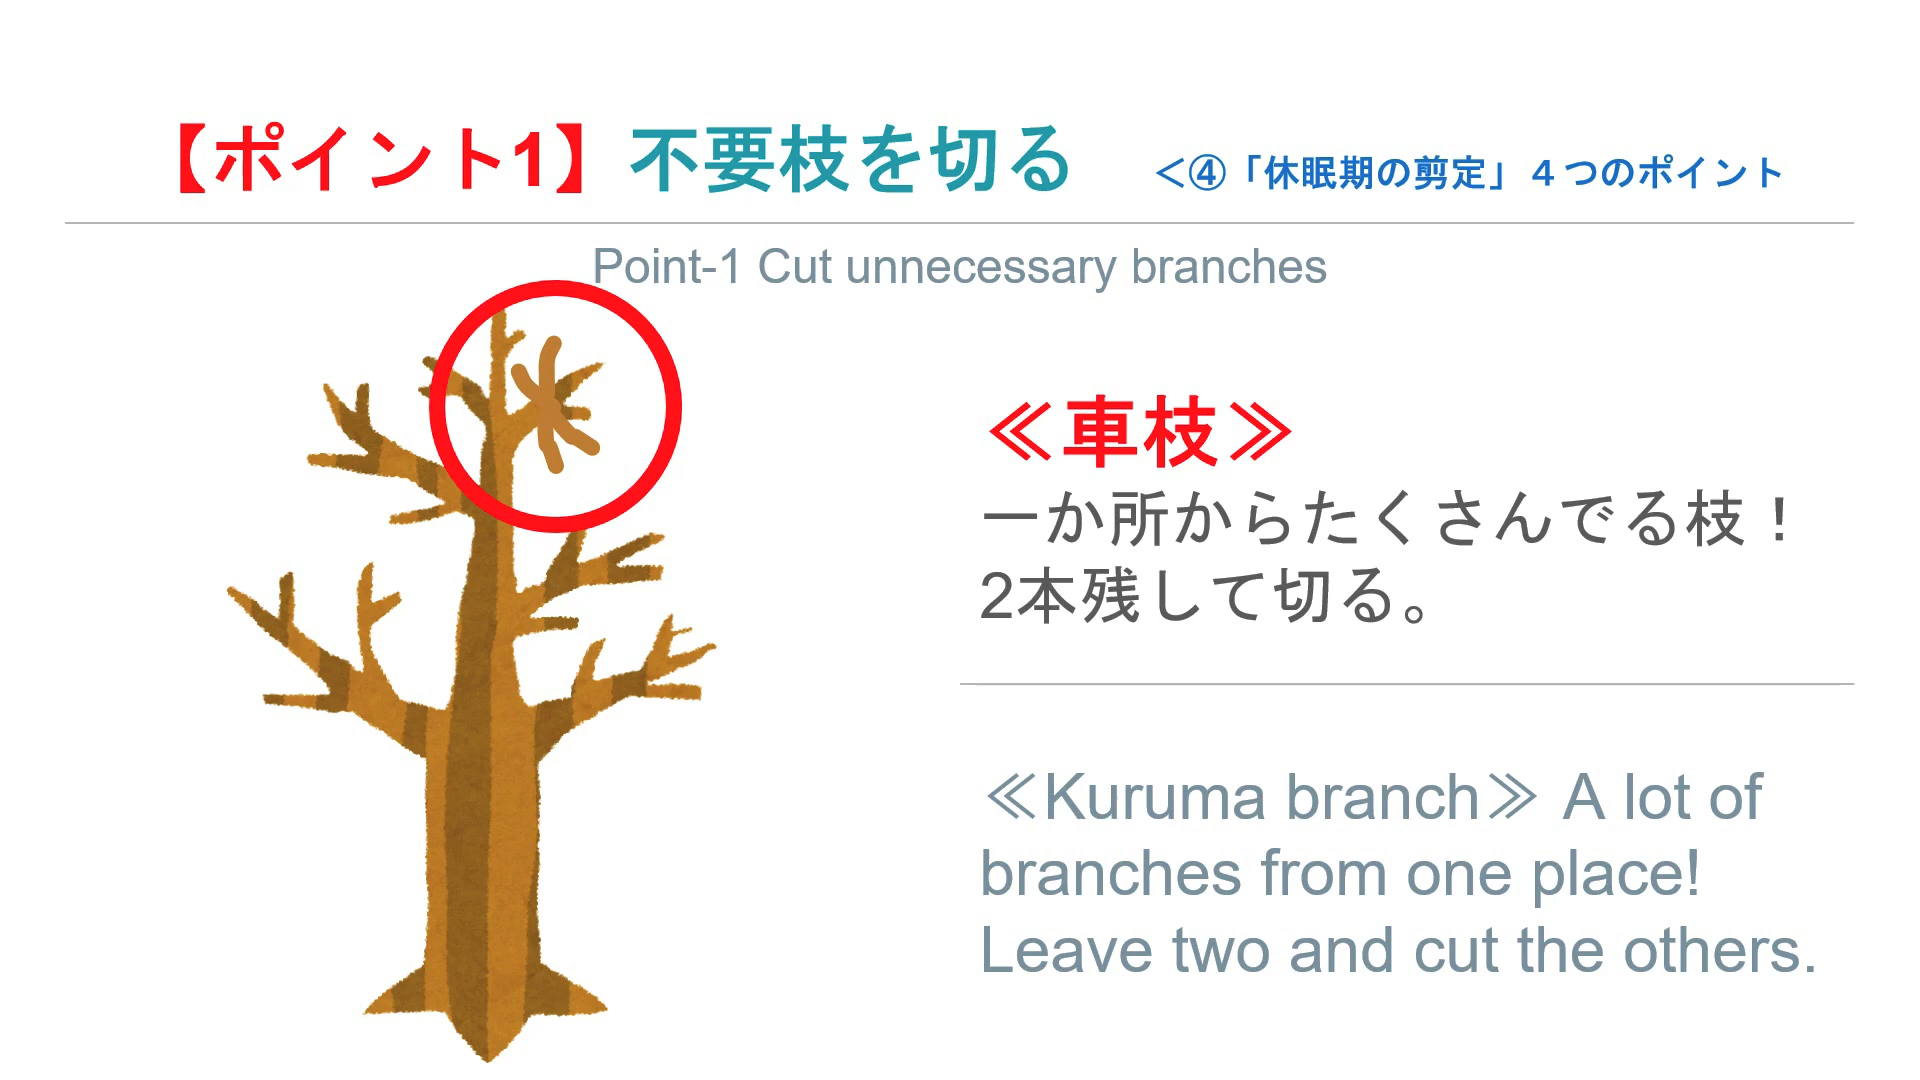 【ポイント1】不要枝を切る ＜④「休眠期の剪定」４つのポイント
Point-1 Cut unnecessary branches
≪車枝≫
一か所からたくさんでる枝！
2本残して切る。
≪Kuruma branch≫ A lot of
branches from one place!
Leave two and cut the others.